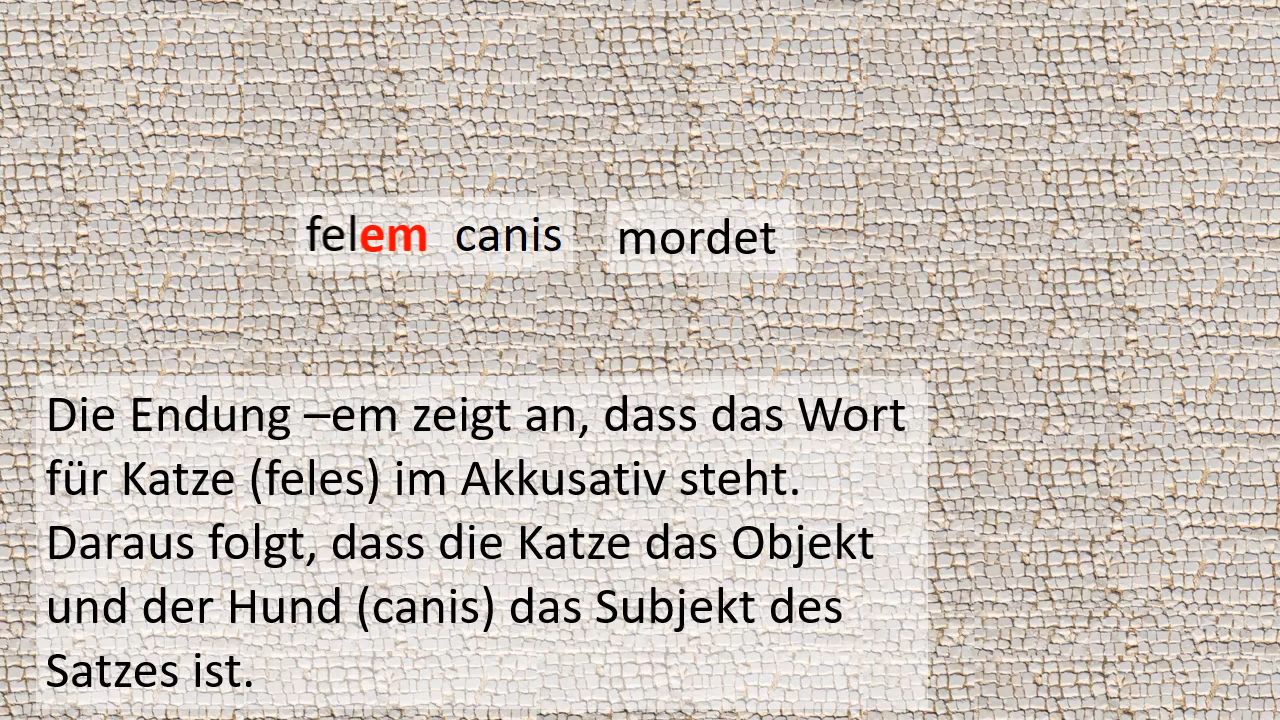 felem canis mordet
Die Endung –em zeigt an, dass das Wort
für Katze (feles) im Akkusativ steht.
Daraus folgt, dass die Katze das Objekt
und der Hund (canis) das Subjekt des
Satzes ist.